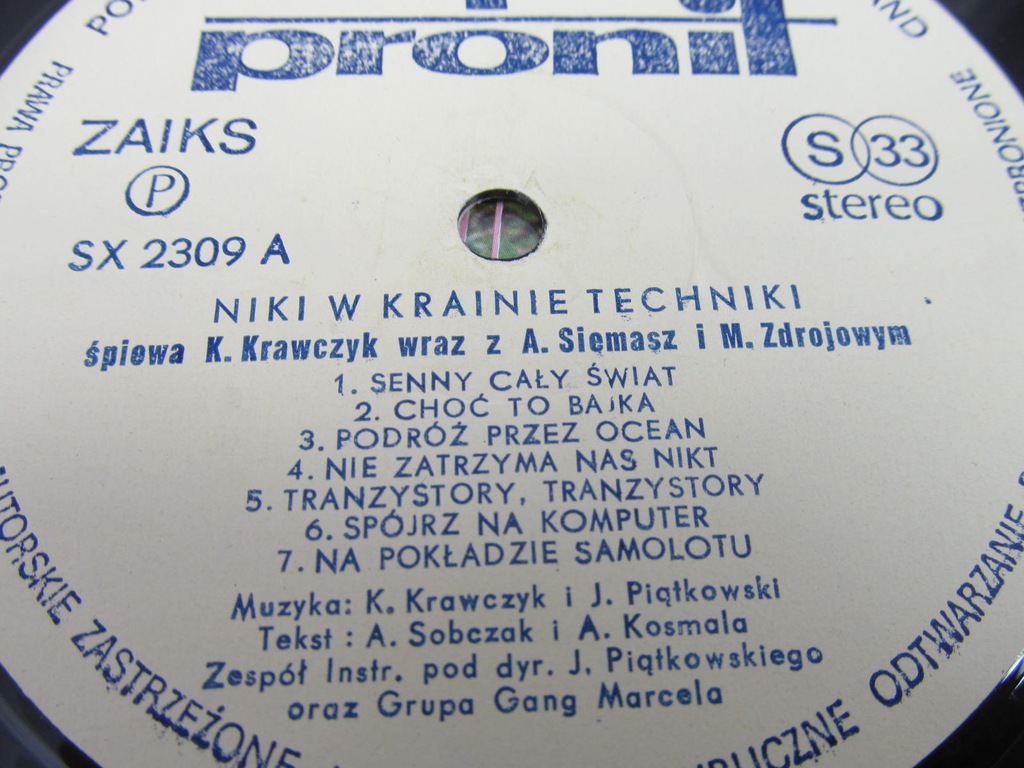 pronit
ZAIKS
P
SX 2309 A
S 33
stereo
NIKI W KRAINIE TECHNIKI
śpiewa K. Krawczyk wraz z A. Siemasz i M. Zdrojowym
1. SENNY CAŁY ŚWIAT
2. CHOĆ TO BAJKA
3. PODRÓŻ PRZEZ OCEAN
4. NIE ZATRZYMA NAS NIKT
5. TRANZYSTORY, TRANZYSTORY
6. SPÓJRZ NA KOMPUTER
7. NA POKŁADZIE SAMOLOTU
Muzyka: K. Krawczyk i J. Piątkowski
Tekst : A. Sobczak i A. Kosmala
Zespół Instr. pod dyr. J. Piątkowskiego
oraz Grupa Gang Marcela
PRAWA
ZASTRZEŻONE
ODTWARZANIE